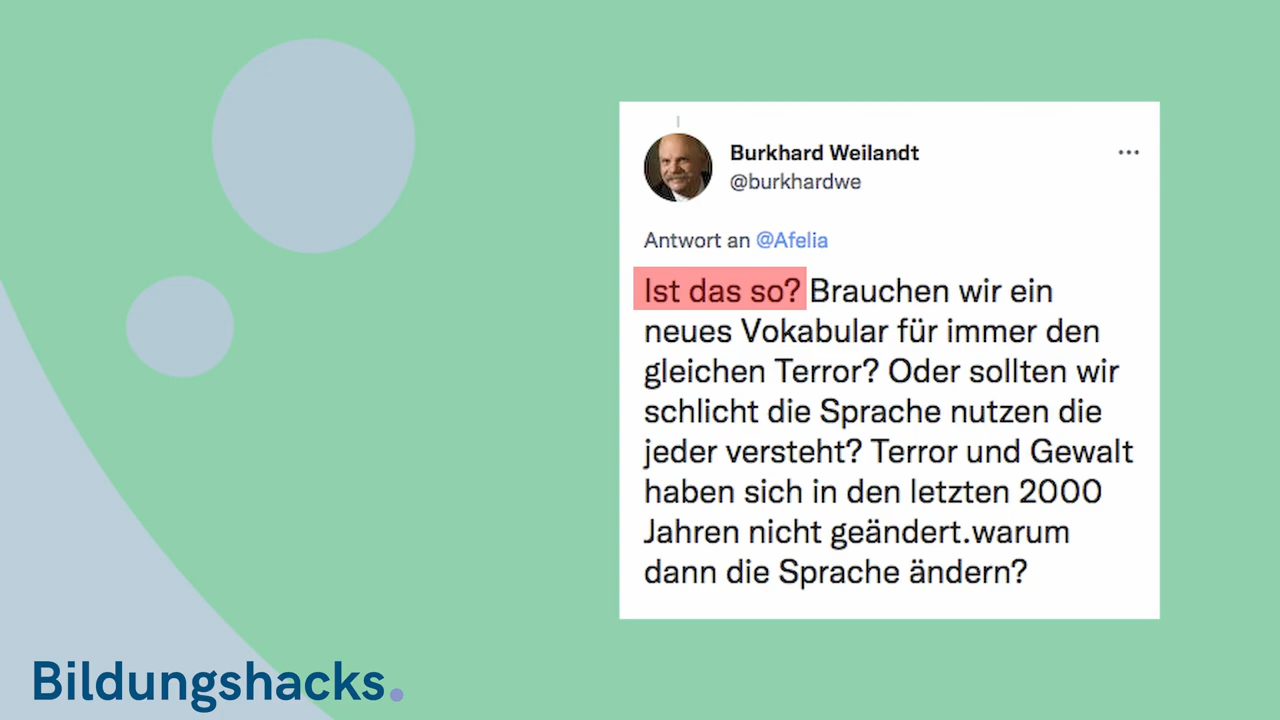 Burkhard Weilandt
@burkhardwe
Antwort an @Afelia
Ist das so? Brauchen wir ein
neues Vokabular für immer den
gleichen Terror? Oder sollten wir
schlicht die Sprache nutzen die
jeder versteht? Terror und Gewalt
haben sich in den letzten 2000
Jahren nicht geändert.warum
dann die Sprache ändern?
Bildungshacks.